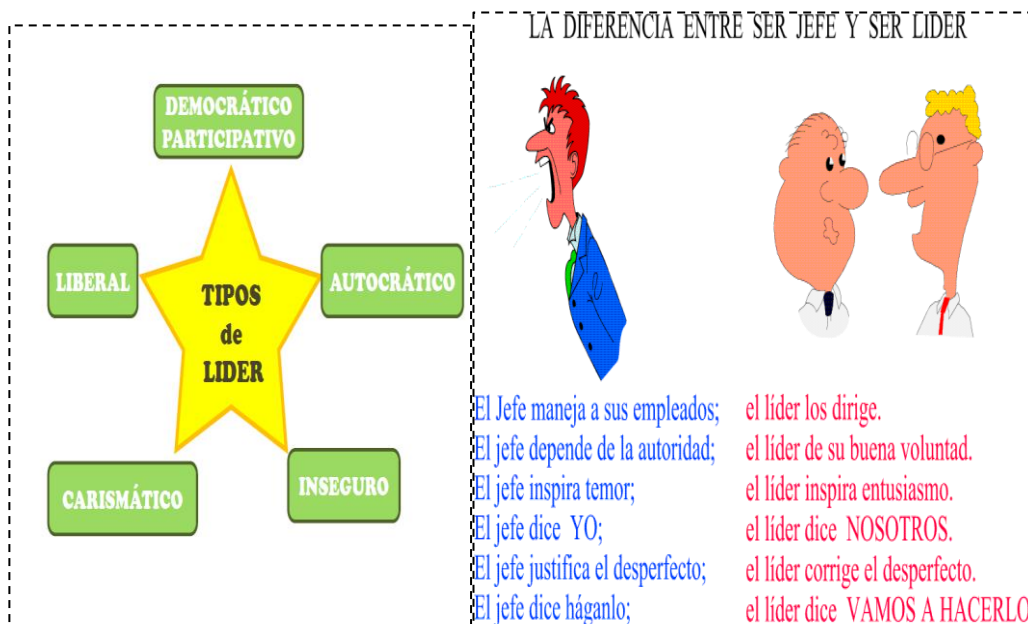 DEMOCRÁTICO
PARTICIPATIVO
LIBERAL
AUTOCRÁTICO
TIPOS
de
LIDER
CARISMÁTICO
INSEGURO
LA DIFERENCIA ENTRE SER JEFE Y SER LIDER
El Jefe maneja a sus empleados; el líder los dirige.
El jefe depende de la autoridad; el líder de su buena voluntad.
El jefe inspira temor; el líder inspira entusiasmo.
El jefe dice YO; el líder dice NOSOTROS.
El jefe justifica el desperfecto; el líder corrige el desperfecto.
El jefe dice háganlo; el líder dice VAMOS A HACERLO